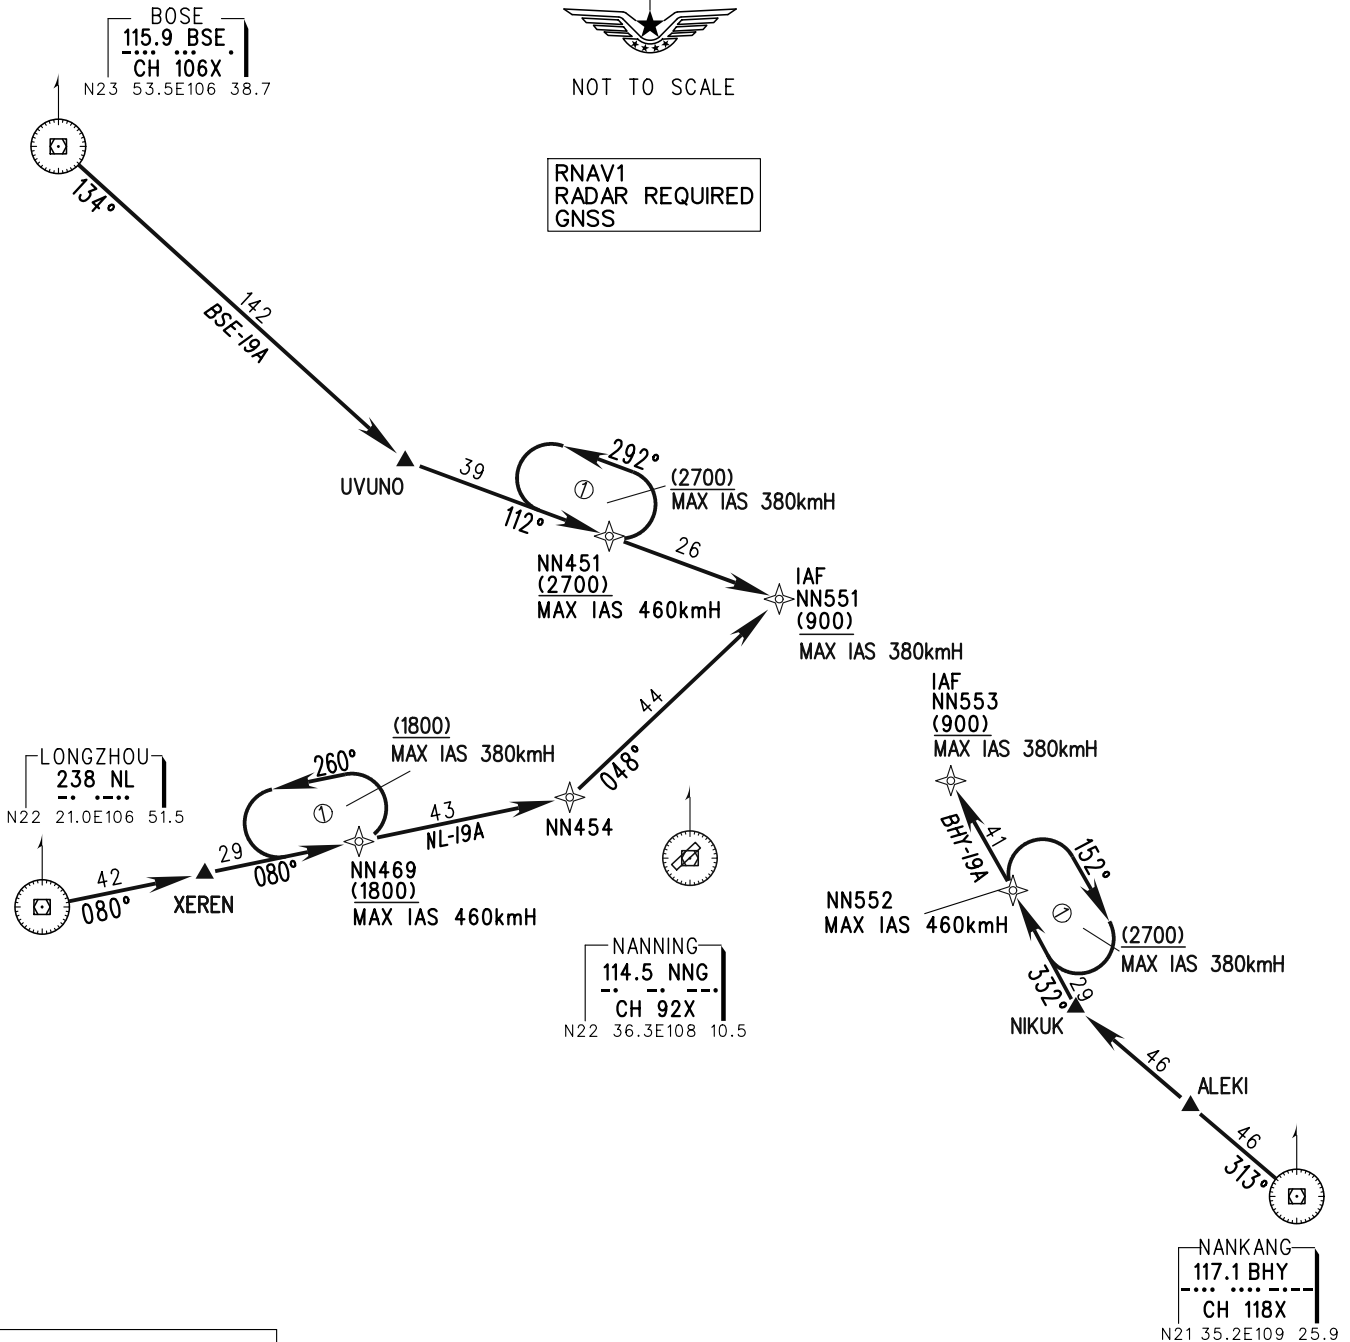 BOSE
115.9 BSE
CH 106X
N23 53.5E106 38.7
NOT TO SCALE
RNAV1
RADAR REQUIRED
GNSS
134°
142
BSE-19A
UVUNO
39
112°
292°
1
(2700)
MAX IAS 380kmH
NN451
(2700)
MAX IAS 460kmH
26
IAF
NN551
(900)
MAX IAS 380kmH
44
048°
IAF
NN553
(900)
MAX IAS 380kmH
LONGZHOU
238 NL
N22 21.0E106 51.5
42
080°
XEREN
29
080°
260°
1
(1800)
MAX IAS 380kmH
NN469
(1800)
MAX IAS 460kmH
43
NL-19A
NN454
NANNING
114.5 NNG
CH 92X
N22 36.3E108 10.5
41
BHY-19A
NN552
MAX IAS 460kmH
152°
1
(2700)
MAX IAS 380kmH
332°
29
NIKUK
46
ALEKI
46
313°
NANKANG
117.1 BHY
CH 118X
N21 35.2E109 25.9